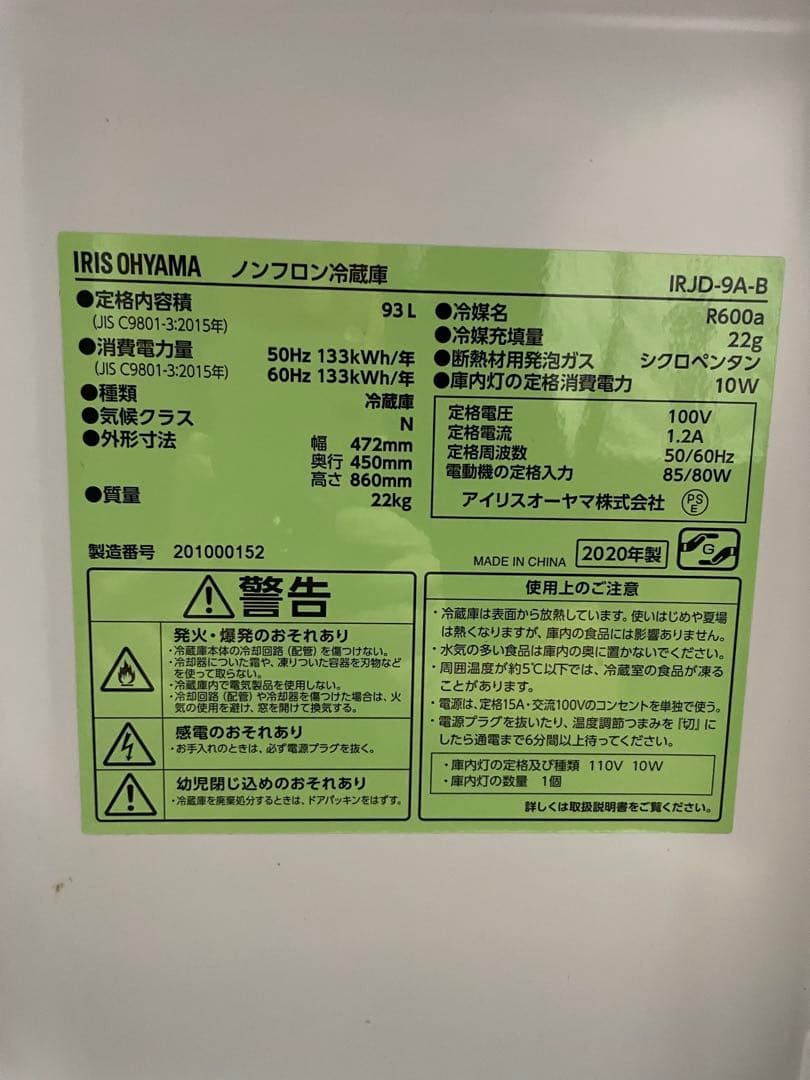 IRIS OHYAMA ノンフロン冷蔵庫 IRJD-9A-B
●定格内容積 93L
(JIS C9801-3:2015年)
●消費電力量 50Hz 133kWh/年
(JIS C9801-3:2015年) 60Hz 133kWh/年
●種類 冷蔵庫
●気候クラス N
●外形寸法 幅 472mm
奥行 450mm
高さ 860mm
●質量 22kg
●冷媒名 R600a
●冷媒充填量 22g
●断熱材用発泡ガス シクロペンタン
●庫内灯の定格消費電力 10W
定格電圧 100V
定格電流 1.2A
定格周波数 50/60Hz
電動機の定格入力 85/80W
アイリスオーヤマ株式会社 PSE
製造番号 201000152
MADE IN CHINA 2020年製 G
警告
発火・爆発のおそれあり
・冷蔵庫本体の冷却回路(配管)を傷つけない。
・冷却器についた霜や、凍りついた容器を刃物など
を使って取らない。
・冷蔵庫内で電気製品を使用しない。
・冷却回路(配管)や冷却器を傷つけた場合は、火
気の使用を避け、窓を開けて換気する。
感電のおそれあり
・お手入れのときは、必ず電源プラグを抜く。
幼児閉じ込めのおそれあり
・冷蔵庫を廃棄処分するときは、ドアパッキンをはずす。
使用上のご注意
・冷蔵庫は表面から放熱しています。使いはじめや夏場
は熱くなりますが、庫内の食品には影響ありません。
・水気の多い食品は庫内の奥に置かないでください。
・周囲温度が約5℃以下では、冷蔵室の食品が凍る
ことがあります。
・電源は、定格15A・交流100Vのコンセントを単独で使う。
・電源プラグを抜いたり、温度調節つまみを『切』に
したら通電まで6分間以上待ってください。
・庫内灯の定格及び種類 110V 10W
・庫内灯の数量 1個
詳しくは取扱説明書をご覧ください。